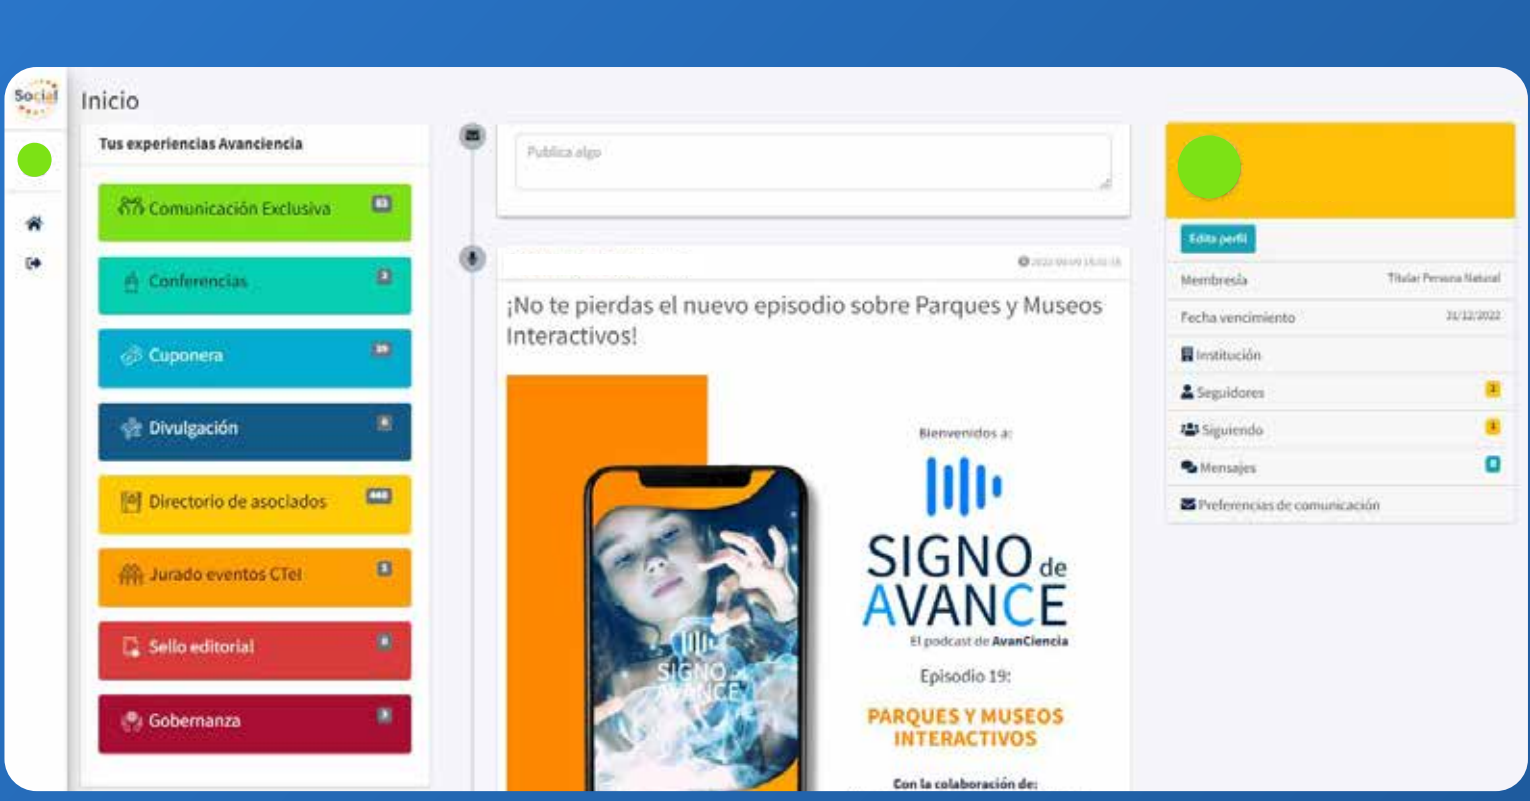 Social
Inicio
Tus experiencias Avanciencia
Comunicación Exclusiva
Conferencias
Cuponera
Divulgación
Directorio de asociados
Jurado eventos CTeI
Sello editorial
Gobernanza
Publica algo
¡No te pierdas el nuevo episodio sobre Parques y Museos
Interactivos!
Bienvenidos a:
SIGNO de
AVANCE
El podcast de AvanCiencia
Episodio 19:
PARQUES Y MUSEOS
INTERACTIVOS
Con la colaboración de:
SIGNO de
AVANCE
Edita perfil
Membresía Titular Persona Natural
Fecha vencimiento 31/12/2022
Institución
Seguidores
Siguiendo
Mensajes
Preferencias de comunicación